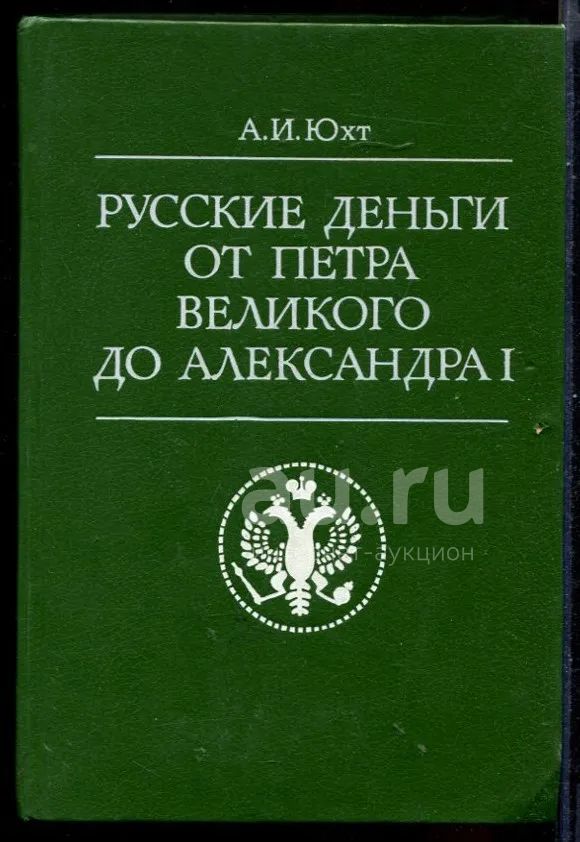 А.И.Юхт
РУССКИЕ ДЕНЬГИ
ОТ ПЕТРА
ВЕЛИКОГО
ДО АЛЕКСАНДРА I
au.ru
т-аукцион